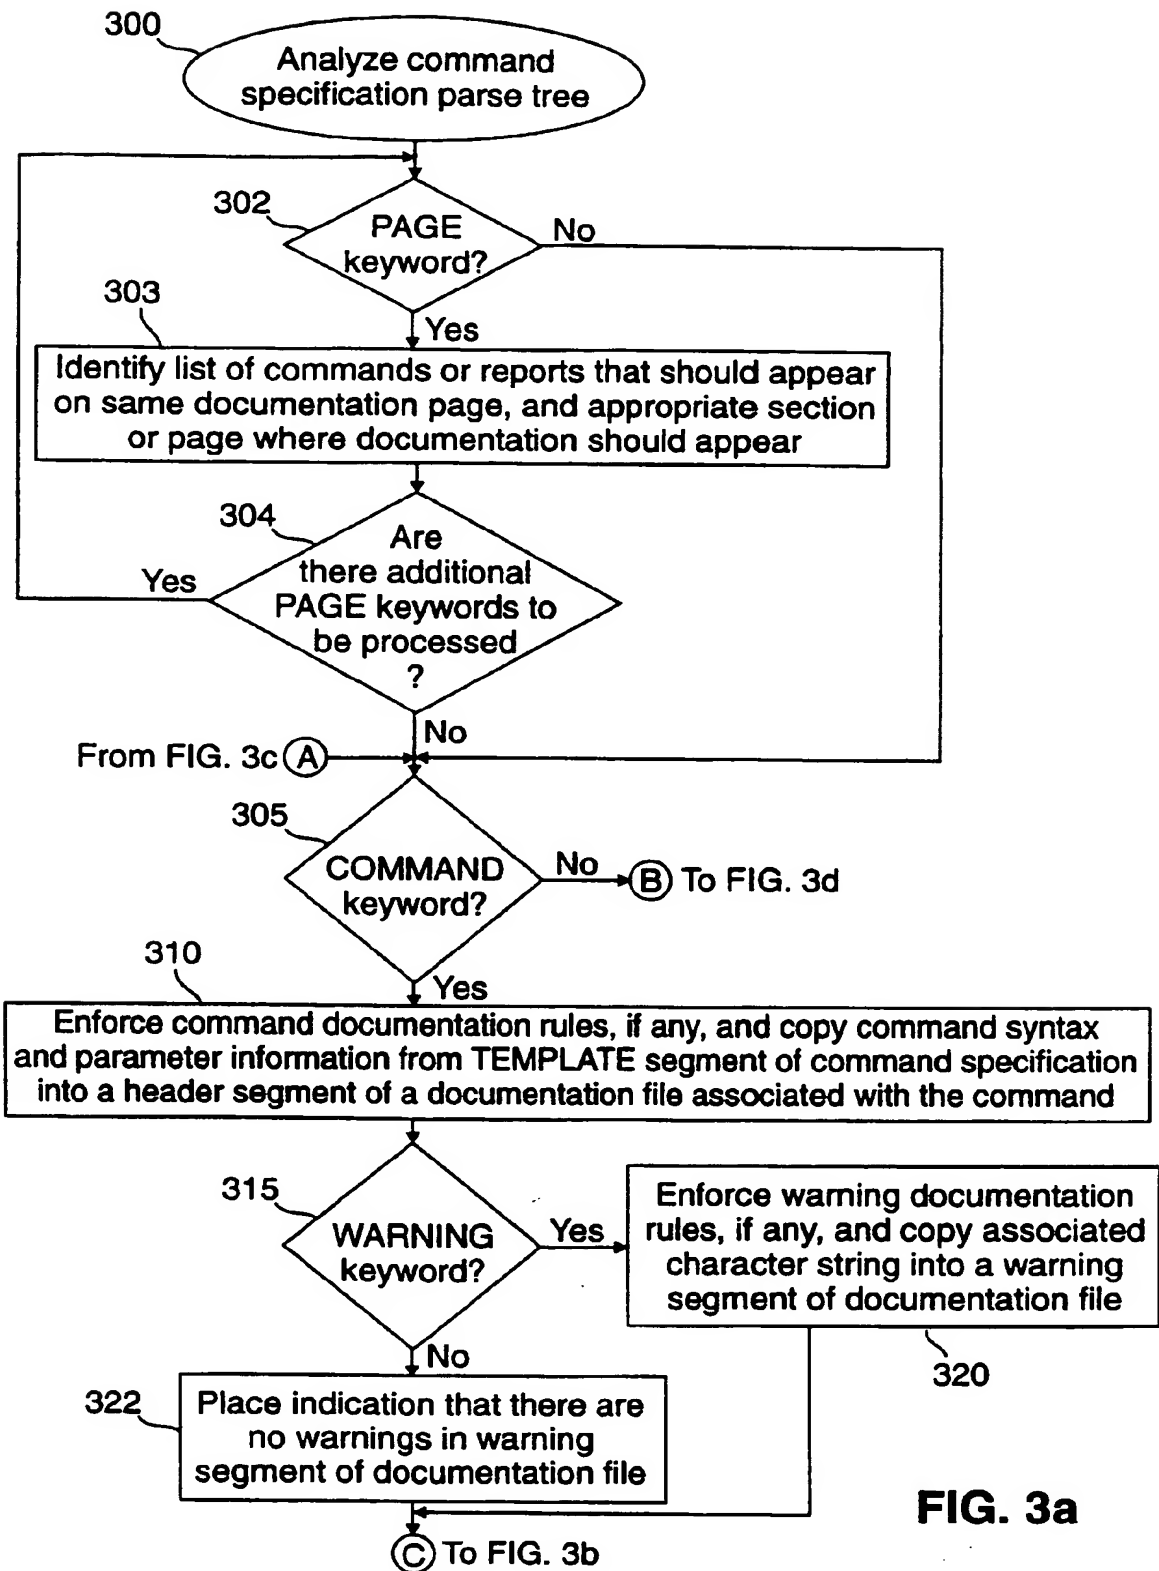 300
Analyze command
specification parse tree
302
PAGE
keyword?
No
303
Yes
Identify list of commands or reports that should appear
on same documentation page, and appropriate section
or page where documentation should appear
304
Are
there additional
PAGE keywords to
be processed
?
Yes
No
From FIG. 3c A
305
COMMAND
keyword?
No
B To FIG. 3d
310
Yes
Enforce command documentation rules, if any, and copy command syntax
and parameter information from TEMPLATE segment of command specification
into a header segment of a documentation file associated with the command
315
WARNING
keyword?
Yes
Enforce warning documentation
rules, if any, and copy associated
character string into a warning
segment of documentation file
320
No
322
Place indication that there are
no warnings in warning
segment of documentation file
C To FIG. 3b
FIG. 3a